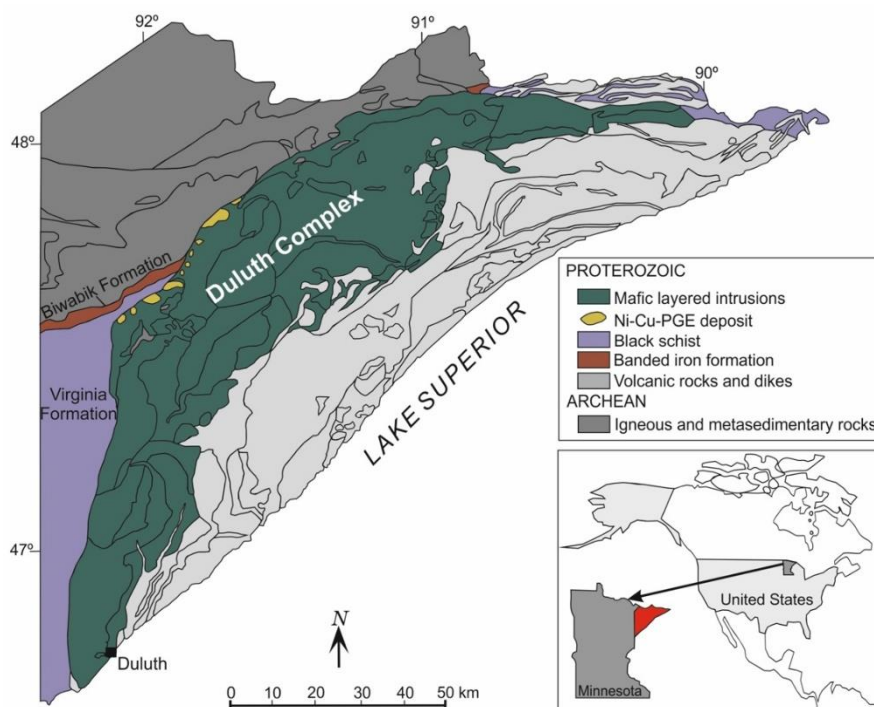 92º
91º
90º
48º
47º
Biwabik Formation
Duluth Complex
Virginia
Formation
LAKE SUPERIOR
Duluth
N
0 10 20 30 40 50 km
PROTEROZOIC
Mafic layered intrusions
Ni-Cu-PGE deposit
Black schist
Banded iron formation
Volcanic rocks and dikes
ARCHEAN
Igneous and metasedimentary rocks
United States
Minnesota